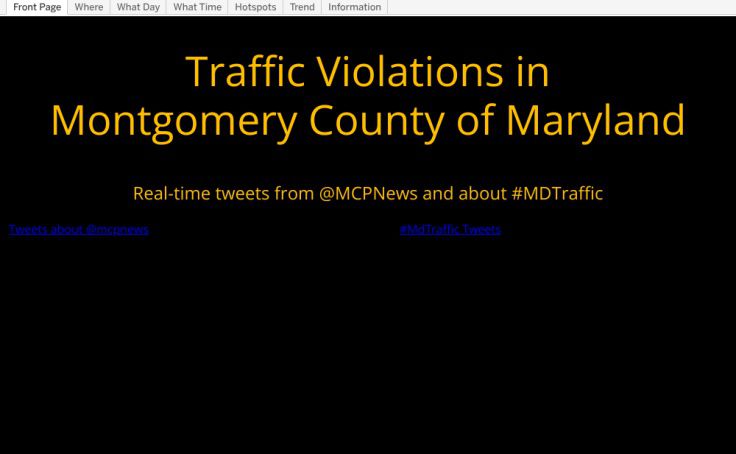 Front Page Where What Day What Time Hotspots Trend Information
Traffic Violations in
Montgomery County of Maryland
Real-time tweets from @MCPNews and about #MDTraffic
Tweets about @mcpnews #MdTraffic Tweets